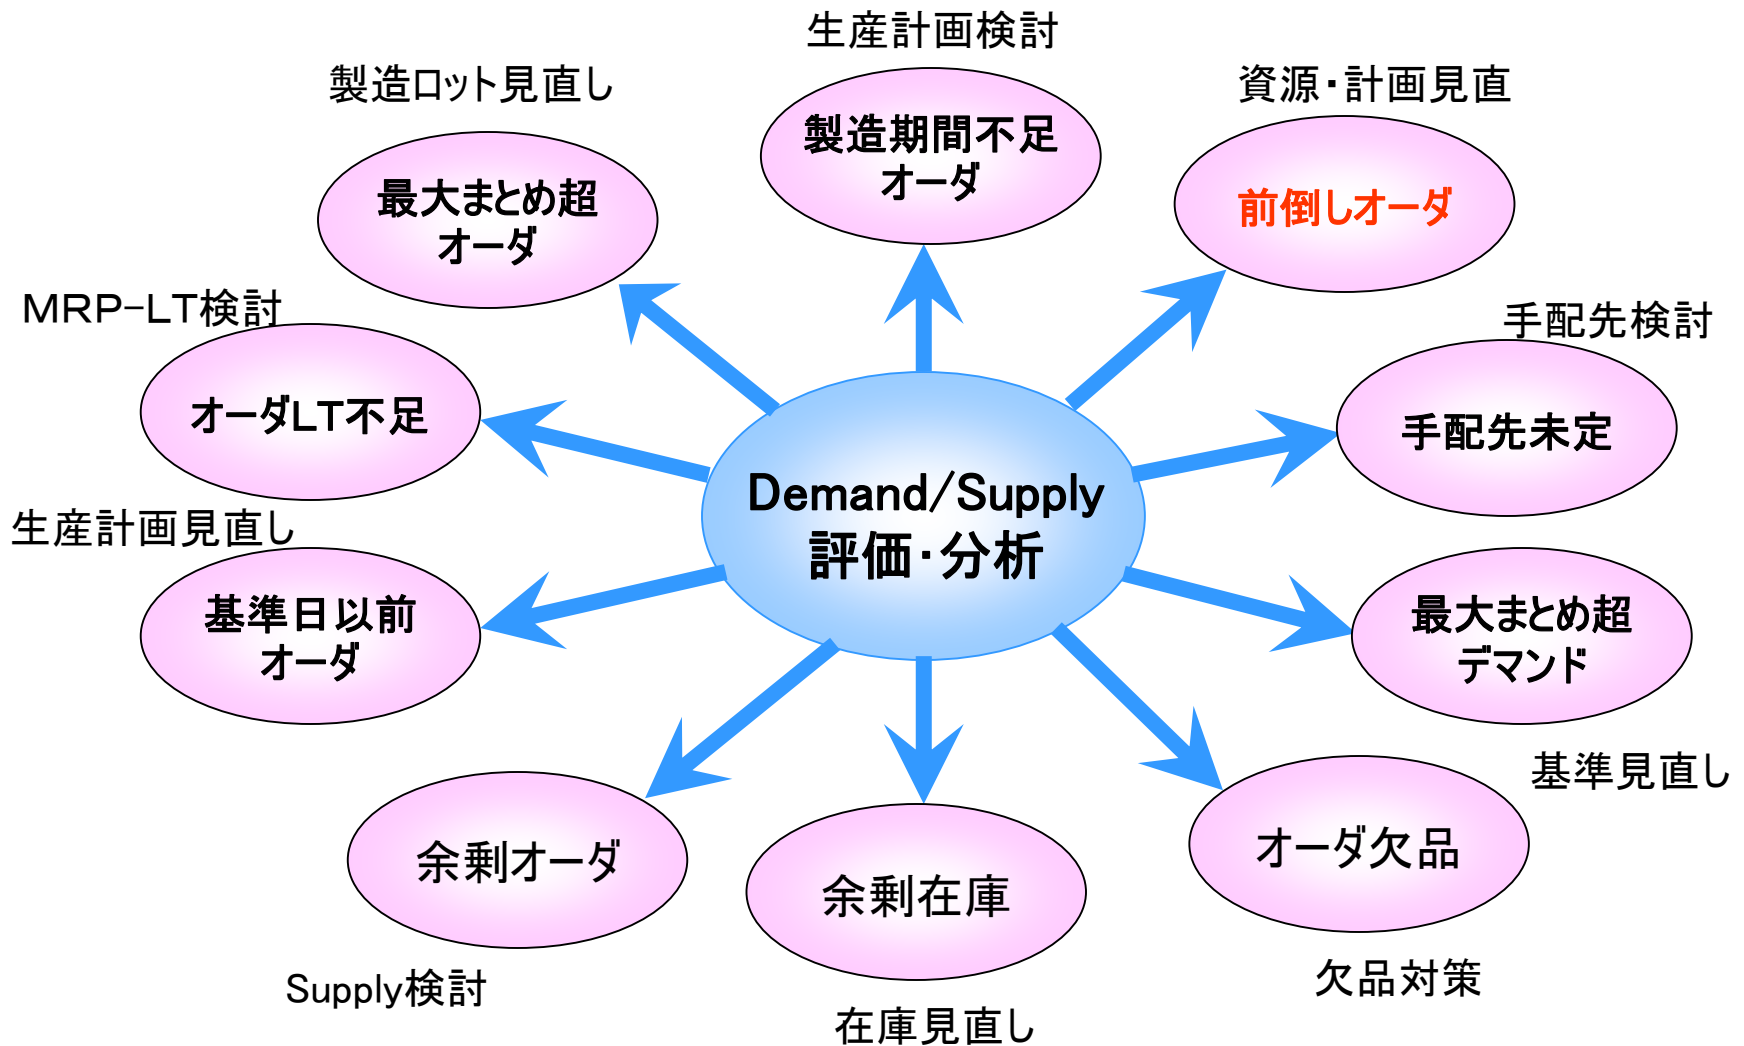 生産計画検討
製造ロット見直し
資源・計画見直
製造期間不足
オーダ
最大まとめ超
オーダ
前倒しオーダ
MRP-LT検討
手配先検討
オーダLT不足
手配先未定
Demand/Supply
評価・分析
生産計画見直し
基準日以前
オーダ
最大まとめ超
デマンド
基準見直し
余剰オーダ
余剰在庫
オーダ欠品
Supply検討
在庫見直し
欠品対策